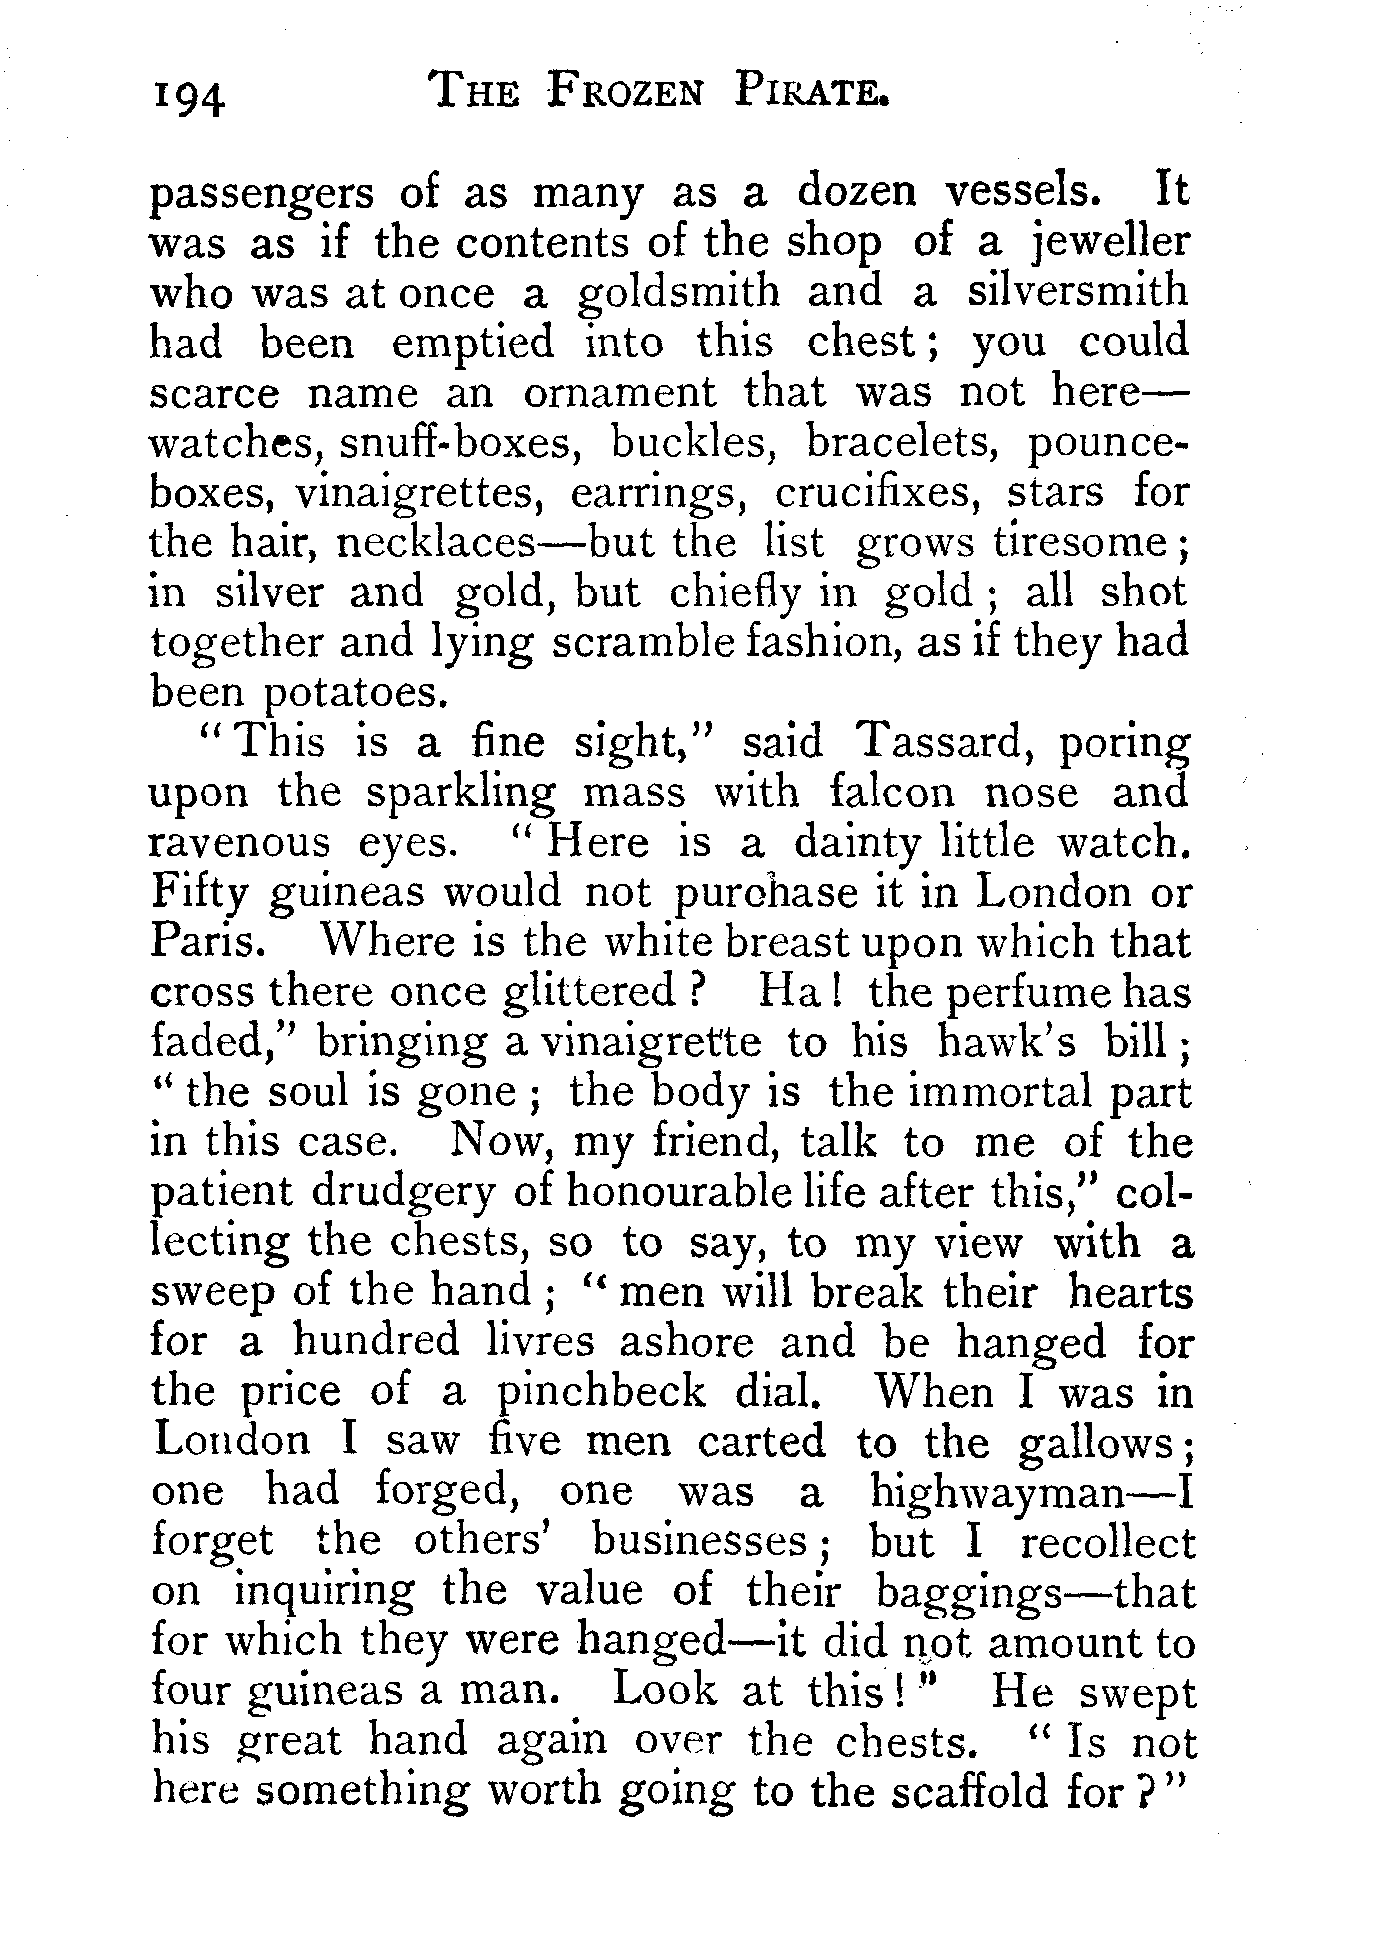 194 THE FROZEN PIRATE.
passengers of as many as a dozen vessels. It
was as if the contents of the shop of a jeweller
who was at once a goldsmith and a silversmith
had been emptied into this chest; you could
scarce name an ornament that was not here—
watches, snuff-boxes, buckles, bracelets, pounce-
boxes, vinaigrettes, earrings, crucifixes, stars for
the hair, necklaces—but the list grows tiresome;
in silver and gold, but chiefly in gold; all shot
together and lying scramble fashion, as if they had
been potatoes.
"This is a fine sight," said Tassard, poring
upon the sparkling mass with falcon nose and
ravenous eyes. "Here is a dainty little watch.
Fifty guineas would not purchase it in London or
Paris. Where is the white breast upon which that
cross there once glittered? Ha! the perfume has
faded," bringing a vinaigrette to his hawk's bill;
"the soul is gone; the body is the immortal part
in this case. Now, my friend, talk to me of the
patient drudgery of honourable life after this," col-
lecting the chests, so to say, to my view with a
sweep of the hand; "men will break their hearts
for a hundred livres ashore and be hanged for
the price of a pinchbeck dial. When I was in
London I saw five men carted to the gallows;
one had forged, one was a highwayman—I
forget the others' businesses; but I recollect
on inquiring the value of their baggings—that
for which they were hanged—it did not amount to
four guineas a man. Look at this!" He swept
his great hand again over the chests. "Is not
here something worth going to the scaffold for?"